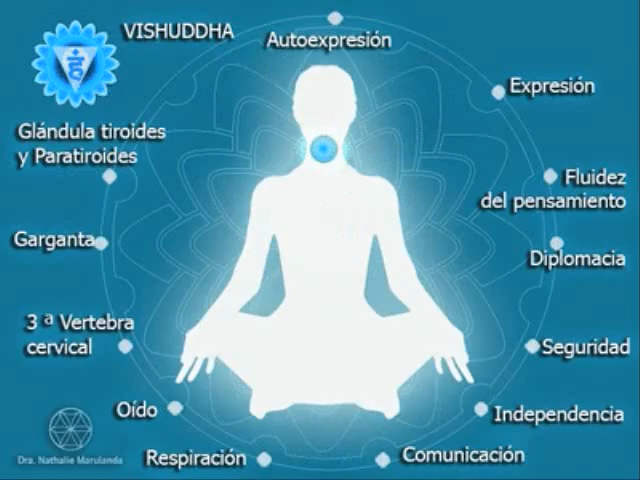 VISHUDDHA
Autoexpresión
Expresión
Glándula tiroides
y Paratiroides
Fluidez
del pensamiento
Garganta
Diplomacia
3 ª Vertebra
cervical
Seguridad
Oído
Independencia
Respiración
Comunicación
Dra. Nathalie Marulanda